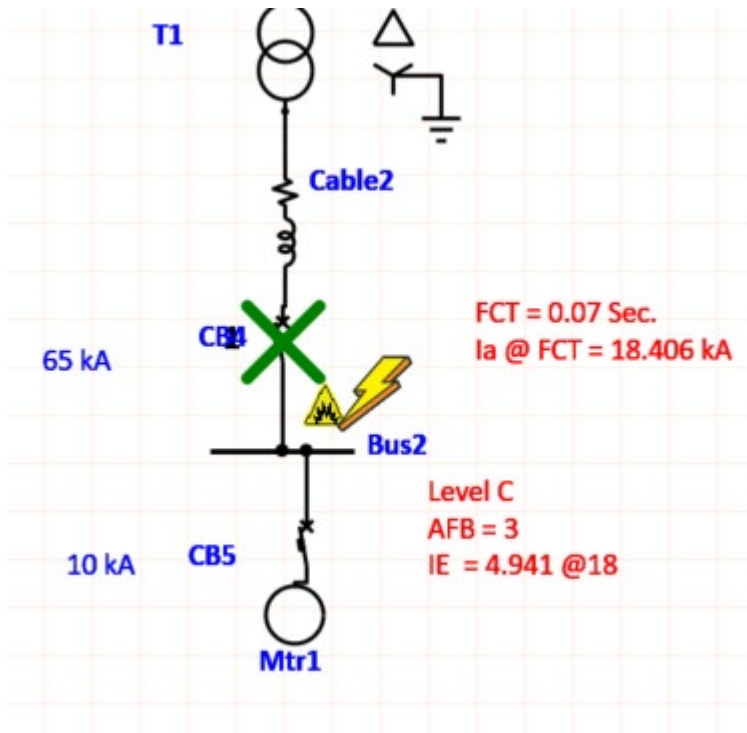 T1
Cable2
FCT = 0.07 Sec.
Ia @ FCT = 18.406 kA
CB4
65 kA
Bus2
Level C
AFB = 3
IE = 4.941 @18
CB5
10 kA
Mtr1